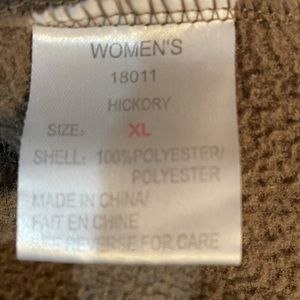 WOMEN'S
18011
HICKORY
SIZE: XL
SHELL: 100%POLYESTER/
POLYESTER
MADE IN CHINA/
FAIT EN CHINE
SEE REVERSE FOR CARE